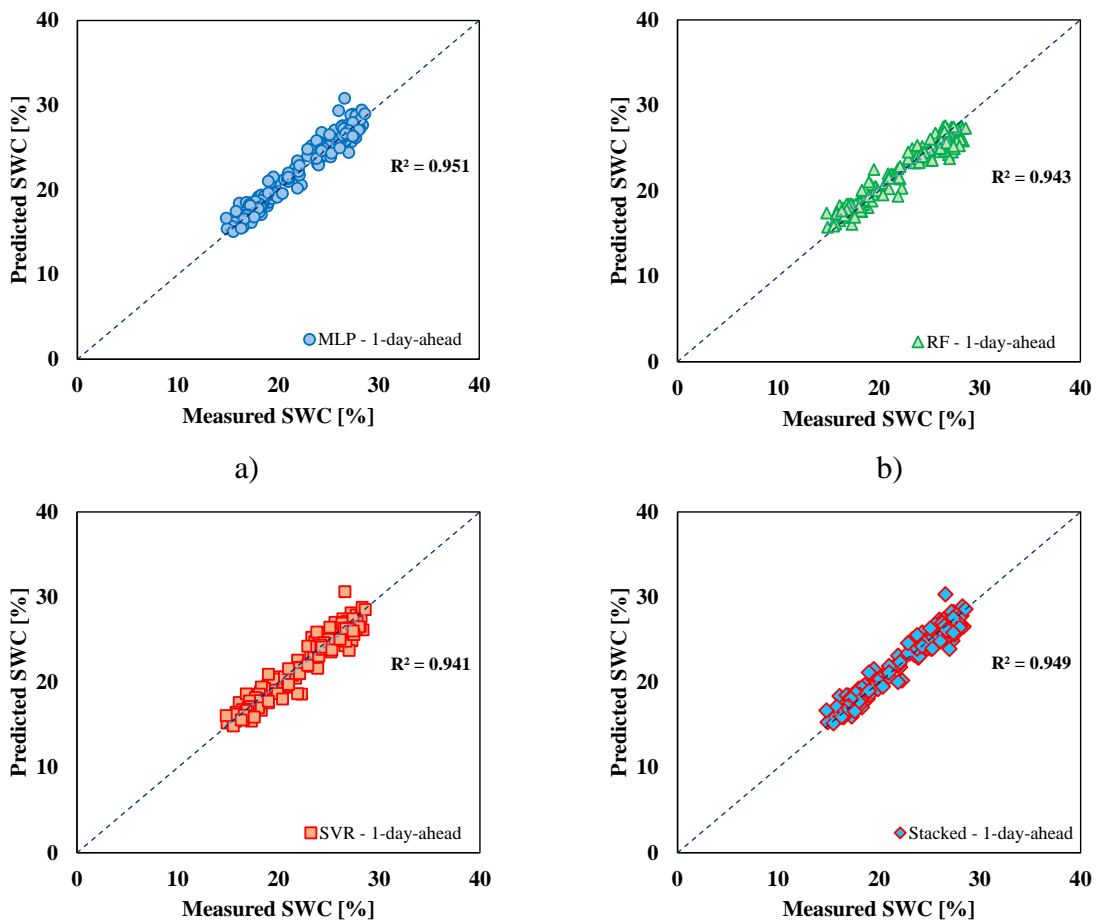 40
30
20
10
0
Predicted SWC [%]
R² = 0.951
MLP - 1-day-ahead
0 10 20 30 40
Measured SWC [%]
a)
40
30
20
10
0
Predicted SWC [%]
R² = 0.943
RF - 1-day-ahead
0 10 20 30 40
Measured SWC [%]
b)
40
30
20
10
0
Predicted SWC [%]
R² = 0.941
SVR - 1-day-ahead
0 10 20 30 40
Measured SWC [%]
40
30
20
10
0
Predicted SWC [%]
R² = 0.949
Stacked - 1-day-ahead
0 10 20 30 40
Measured SWC [%]